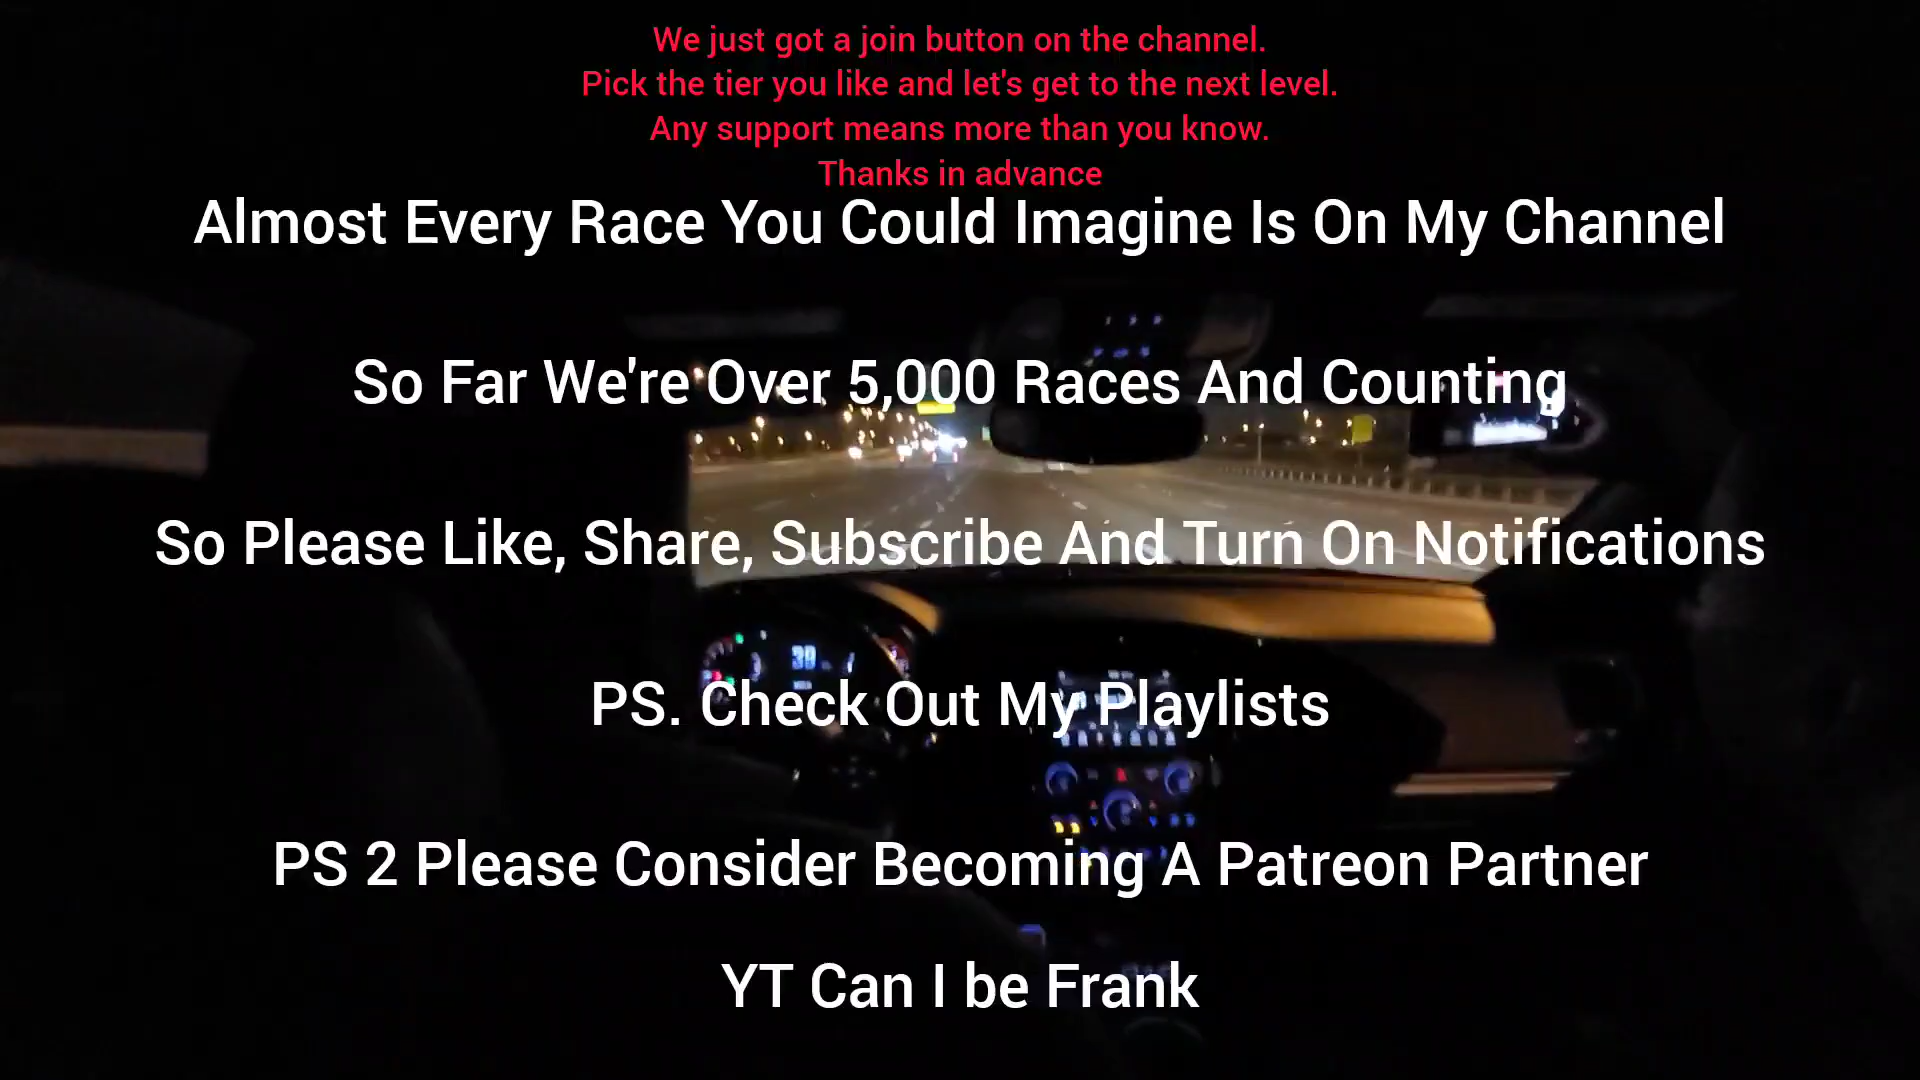 We just got a join button on the channel.
Pick the tier you like and let's get to the next level.
Any support means more than you know.
Thanks in advance
Almost Every Race You Could Imagine Is On My Channel
So Far We're Over 5,000 Races And Counting
So Please Like, Share, Subscribe And Turn On Notifications
39
PS. Check Out My Playlists
PS 2 Please Consider Becoming A Patreon Partner
YT Can I be Frank